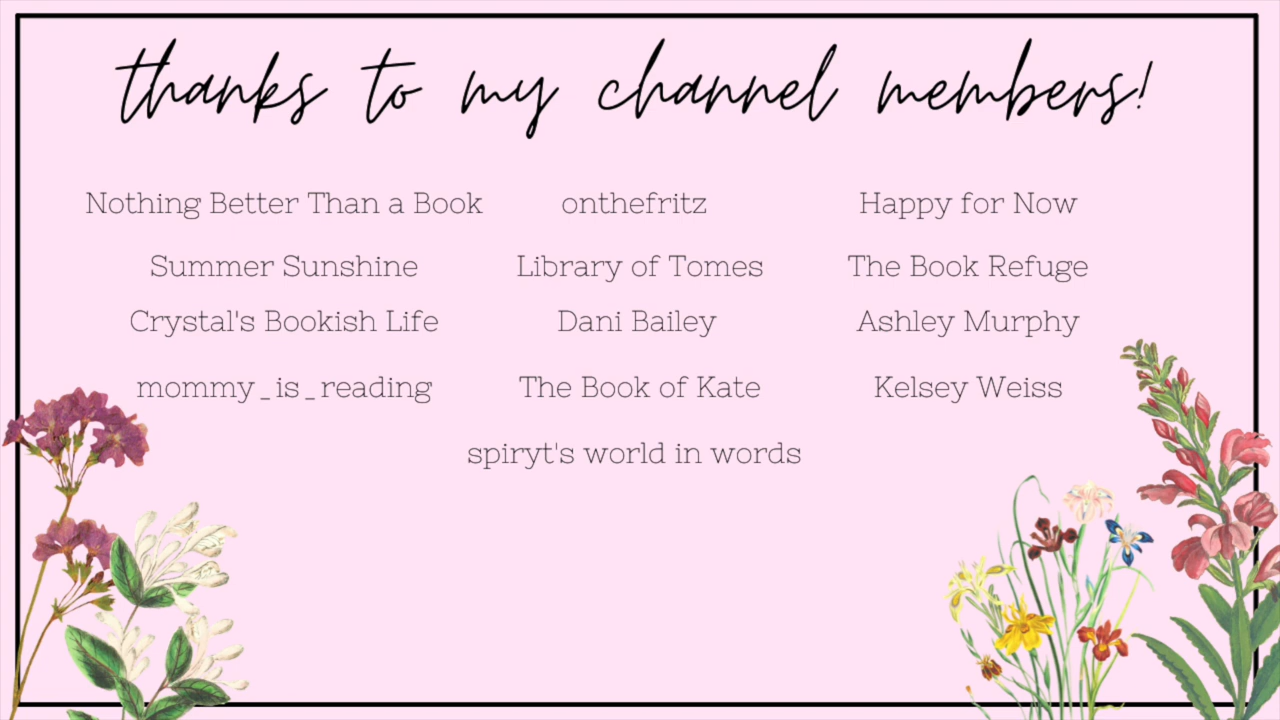 thanks to my channel members!
Nothing Better Than a Book onthefritz Happy for Now
Summer Sunshine Library of Tomes The Book Refuge
Crystal's Bookish Life Dani Bailey Ashley Murphy
mommy_is_reading The Book of Kate Kelsey Weiss
spiryt's world in words